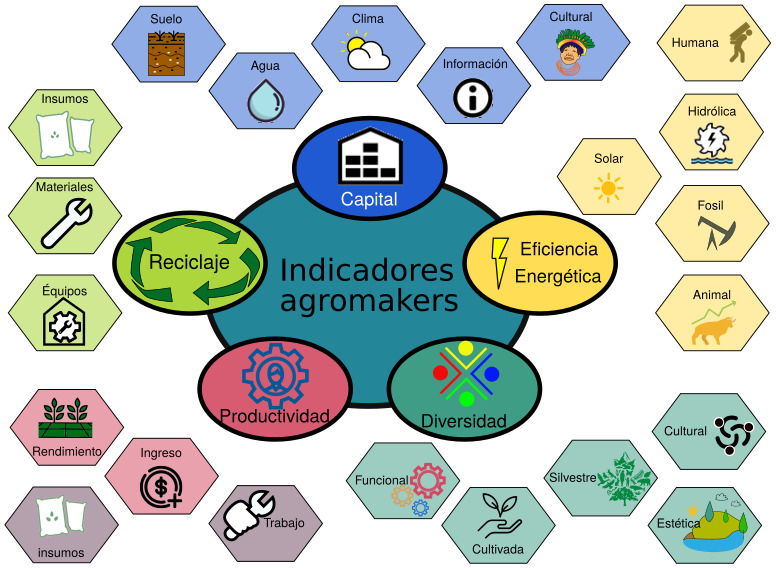 Suelo
Agua
Clima
Información
Cultural
Humana
Hidrólica
Solar
Fosil
Animal
Insumos
Materiales
Équipos
Capital
Reciclaje
Eficiencia
Energética
Indicadores
agromakers
Productividad
Diversidad
Rendimiento
Ingreso
insumos
Trabajo
Funcional
Cultivada
Silvestre
Cultural
Estética